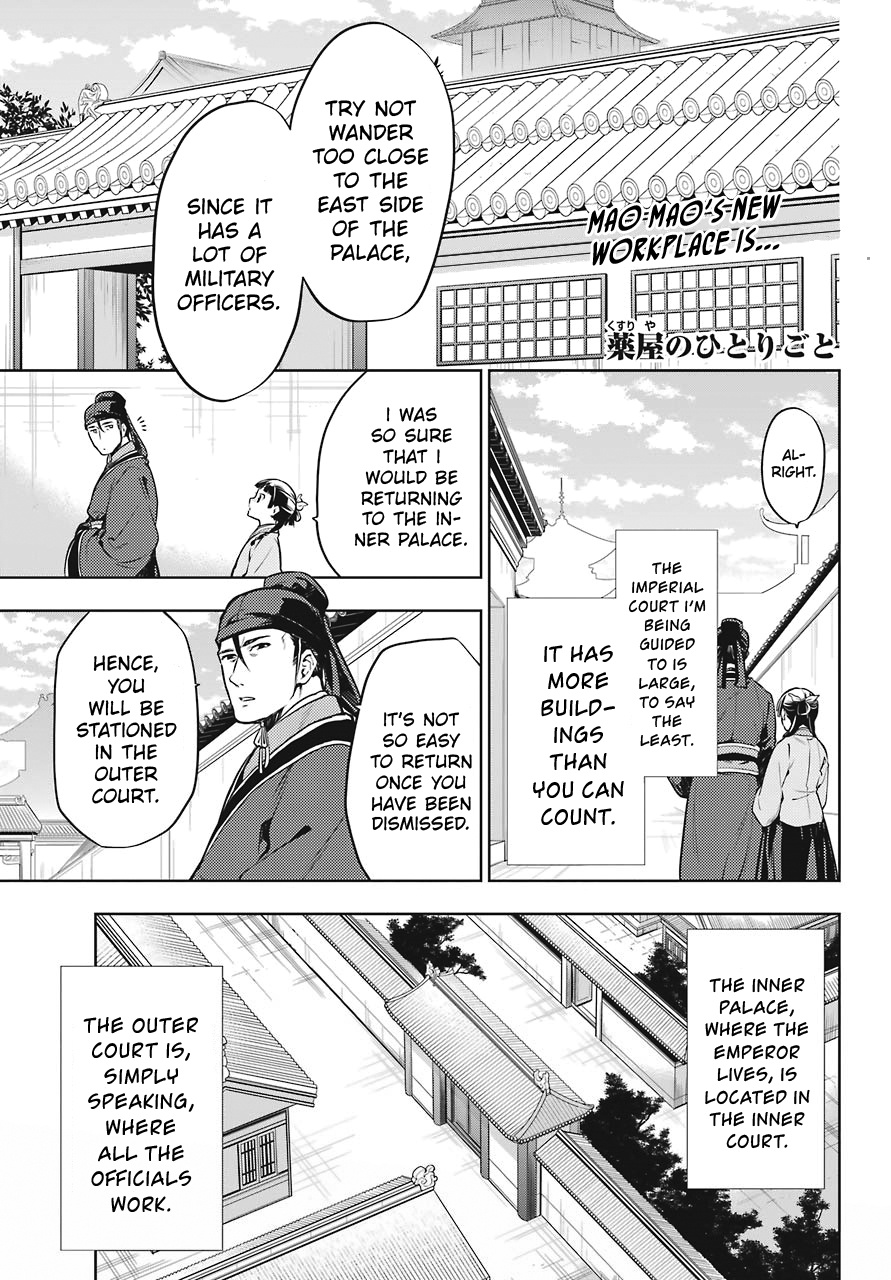 TRY NOT
WANDER
TOO CLOSE
TO THE
EAST SIDE
OF THE
PALACE,
SINCE IT
HAS A
LOT OF
MILITARY
OFFICERS.
MAO-MAO'S NEW
WORKPLACE IS...
くすり や
薬屋のひとりごと
AL-
RIGHT.
THE
IMPERIAL
COURT I'M
BEING
GUIDED
TO IS
LARGE,
TO SAY
THE
LEAST.
IT HAS
MORE
BUILD-
INGS
THAN
YOU CAN
COUNT.
I WAS
SO SURE
THAT I
WOULD BE
RETURNING
TO THE IN-
NER PALACE.
IT'S NOT
SO EASY
TO RETURN
ONCE YOU
HAVE BEEN
DISMISSED.
HENCE,
YOU
WILL BE
STATIONED
IN THE
OUTER
COURT.
THE INNER
PALACE,
WHERE THE
EMPEROR
LIVES, IS
LOCATED IN
THE INNER
COURT.
THE OUTER
COURT IS,
SIMPLY
SPEAKING,
WHERE
ALL THE
OFFICIALS
WORK.